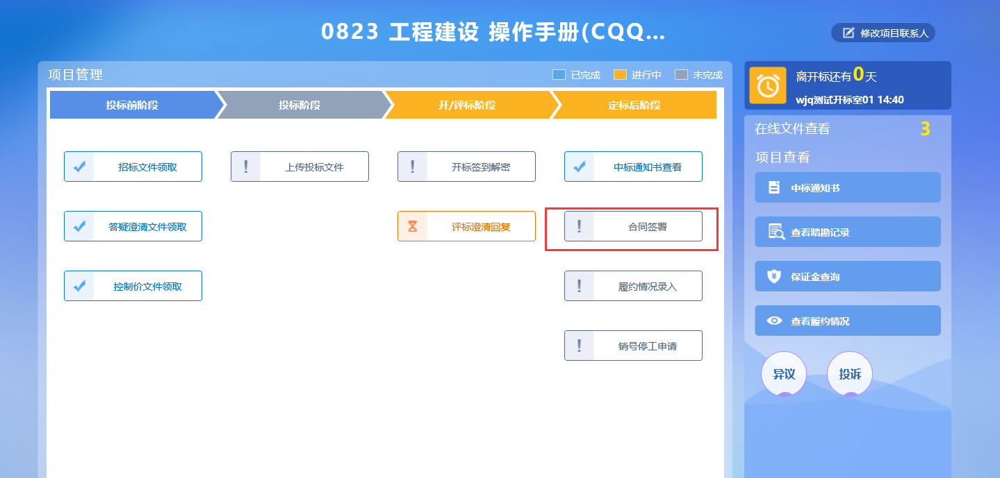 0823 工程建设 操作手册(CQQ...
修改项目联系人
项目管理
已完成
进行中
未完成
投标前阶段
投标阶段
开/评标阶段
定标后阶段
招标文件领取
上传投标文件
开标签到解密
中标通知书查看
答疑澄清文件领取
评标澄清回复
合同签署
控制价文件领取
履约情况录入
销号停工申请
离开标还有0天
wjq测试开标室01 14:40
在线文件查看 3
项目查看
中标通知书
查看踏勘记录
保证金查询
查看履约情况
异议
投诉